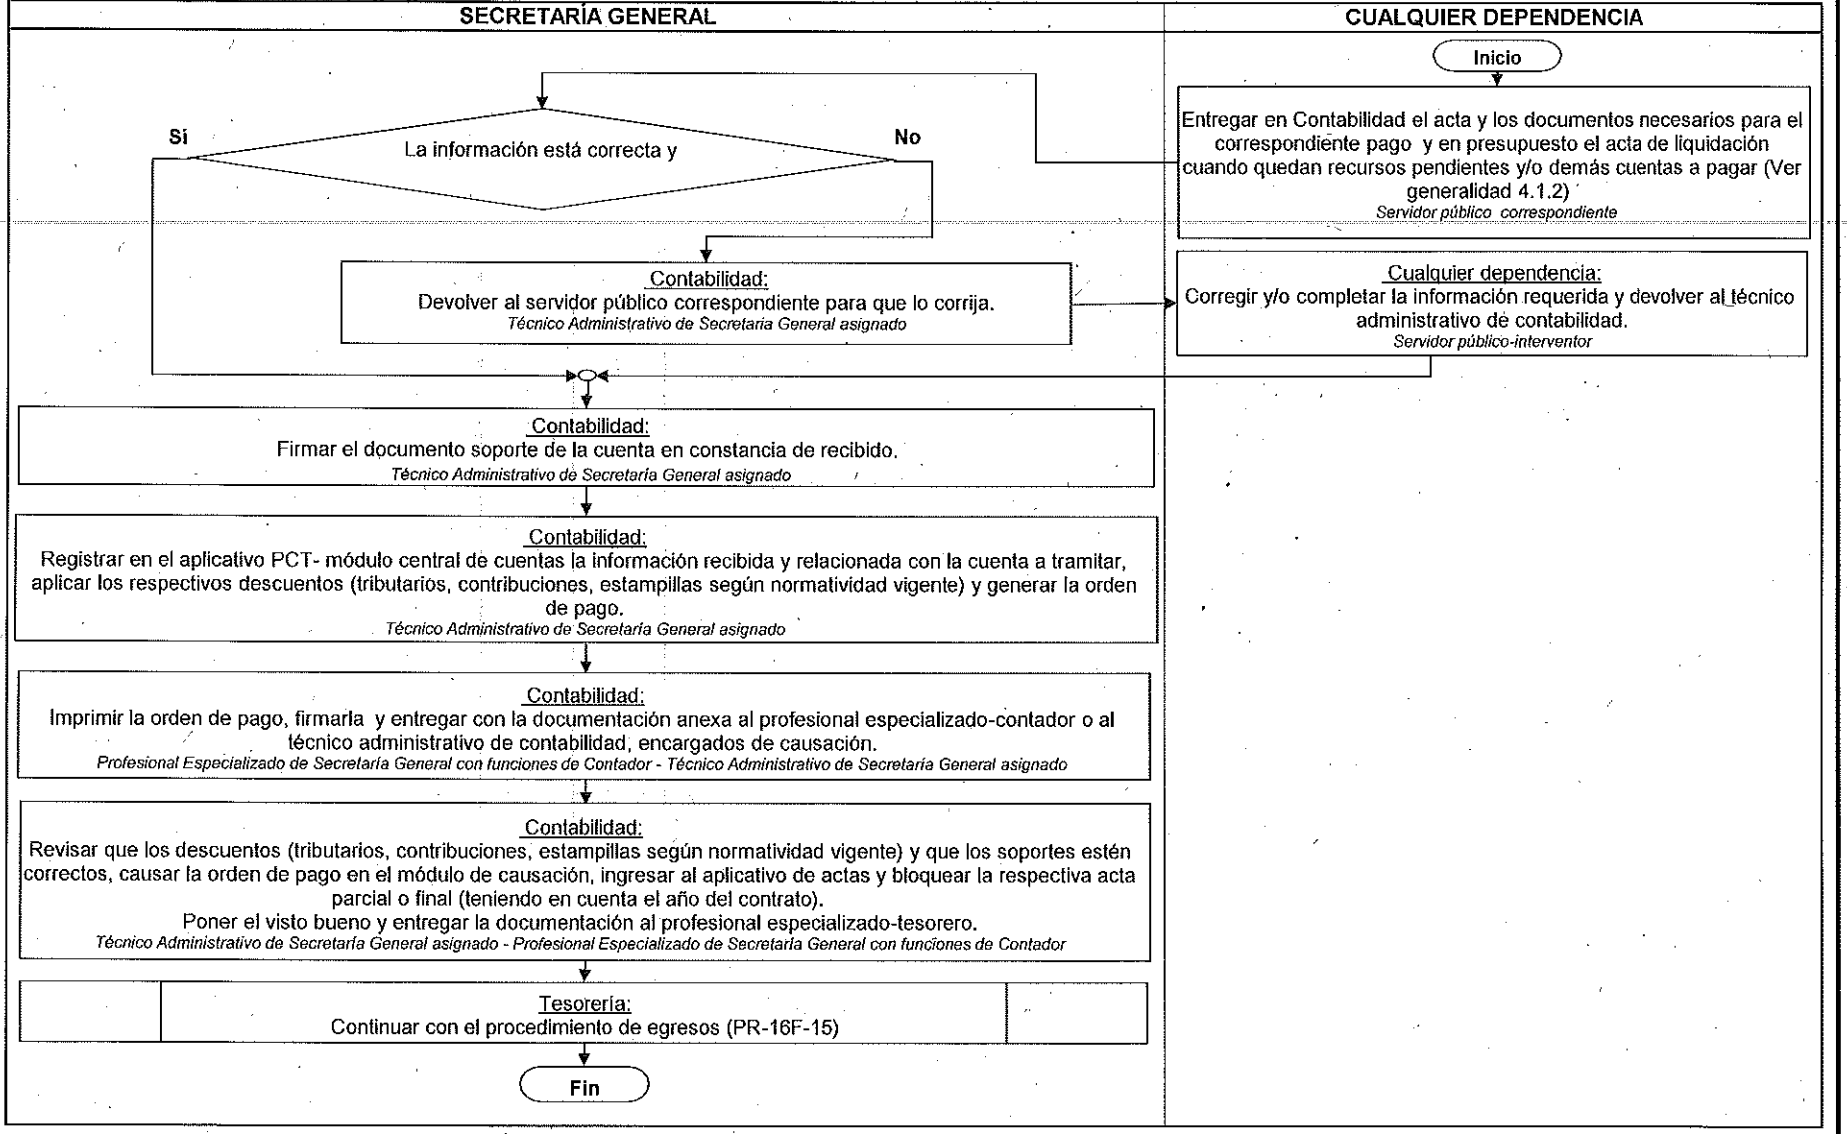 SECRETARÍA GENERAL
CUALQUIER DEPENDENCIA
Inicio
Entregar en Contabilidad el acta y los documentos necesarios para el
correspondiente pago y en presupuesto el acta de liquidación
cuando quedan recursos pendientes y/o demás cuentas a pagar (Ver
generalidad 4.1.2)
Servidor público correspondiente
Sí
La información está correcta y
No
Contabilidad:
Devolver al servidor público correspondiente para que lo corrija.
Técnico Administrativo de Secretaría General asignado
Cualquier dependencia:
Corregir y/o completar la información requerida y devolver al técnico
administrativo de contabilidad.
Servidor público-interventor
Contabilidad:
Firmar el documento soporte de la cuenta en constancia de recibido.
Técnico Administrativo de Secretaría General asignado
Contabilidad:
Registrar en el aplicativo PCT- módulo central de cuentas la información recibida y relacionada con la cuenta a tramitar,
aplicar los respectivos descuentos (tributarios, contribuciones, estampillas según normatividad vigente) y generar la orden
de pago.
Técnico Administrativo de Secretaría General asignado
Contabilidad:
Imprimir la orden de pago, firmarla y entregar con la documentación anexa al profesional especializado-contador o al
técnico administrativo de contabilidad, encargados de causación.
Profesional Especializado de Secretaría General con funciones de Contador - Técnico Administrativo de Secretaría General asignado
Contabilidad:
Revisar que los descuentos (tributarios, contribuciones, estampillas según normatividad vigente) y que los soportes estén
correctos, causar la orden de pago en el módulo de causación, ingresar al aplicativo de actas y bloquear la respectiva acta
parcial o final (teniendo en cuenta el año del contrato).
Poner el visto bueno y entregar la documentación al profesional especializado-tesorero.
Técnico Administrativo de Secretaría General asignado - Profesional Especializado de Secretaría General con funciones de Contador
Tesorería:
Continuar con el procedimiento de egresos (PR-16F-15)
Fin